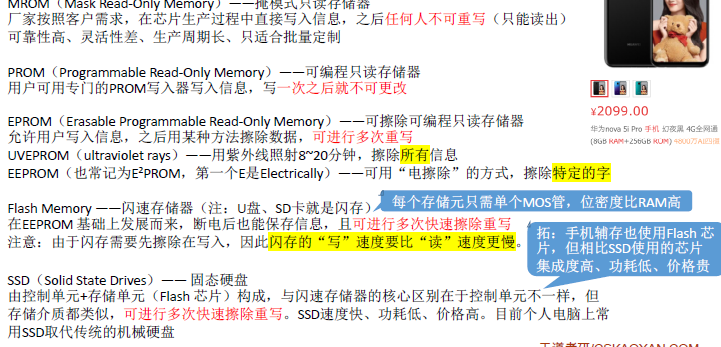 MROM（Mask Read-Only Memory）——掩模式只读存储器
厂家按照客户需求，在芯片生产过程中直接写入信息，之后任何人不可重写（只能读出）
可靠性高、灵活性差、生产周期长、只适合批量定制
PROM（Programmable Read-Only Memory）——可编程只读存储器
用户可用专门的PROM写入器写入信息，写一次之后就不可更改
EPROM（Erasable Programmable Read-Only Memory）——可擦除可编程只读存储器
允许用户写入信息，之后用某种方法擦除数据，可进行多次重写
UVEPROM（ultraviolet rays）——用紫外线照射8~20分钟，擦除所有信息
EEPROM（也常记为E²PROM，第一个E是Electrically）——可用“电擦除”的方式，擦除特定的字
每个存储元只需单个MOS管，位密度比RAM高
Flash Memory ——闪速存储器（注：U盘、SD卡就是闪存）
在EEPROM 基础上发展而来，断电后也能保存信息，且可进行多次快速擦除重写
注意：由于闪存需要先擦除在写入，因此闪存的“写”速度要比“读”速度更慢。
拓：手机辅存也使用Flash 芯
片，但相比SSD使用的芯片
集成度高、功耗低、价格贵
SSD（Solid State Drives）—— 固态硬盘
由控制单元+存储单元（Flash 芯片）构成，与闪速存储器的核心区别在于控制单元不一样，但
存储介质都类似，可进行多次快速擦除重写。SSD速度快、功耗低、价格高。目前个人电脑上常
用SSD取代传统的机械硬盘
¥2099.00
华为nova 5i Pro 手机 幻夜黑 4G全网通
(8GB RAM+256GB ROM) 4800万AI四摄
王道考研/CSKAOYAN.COM